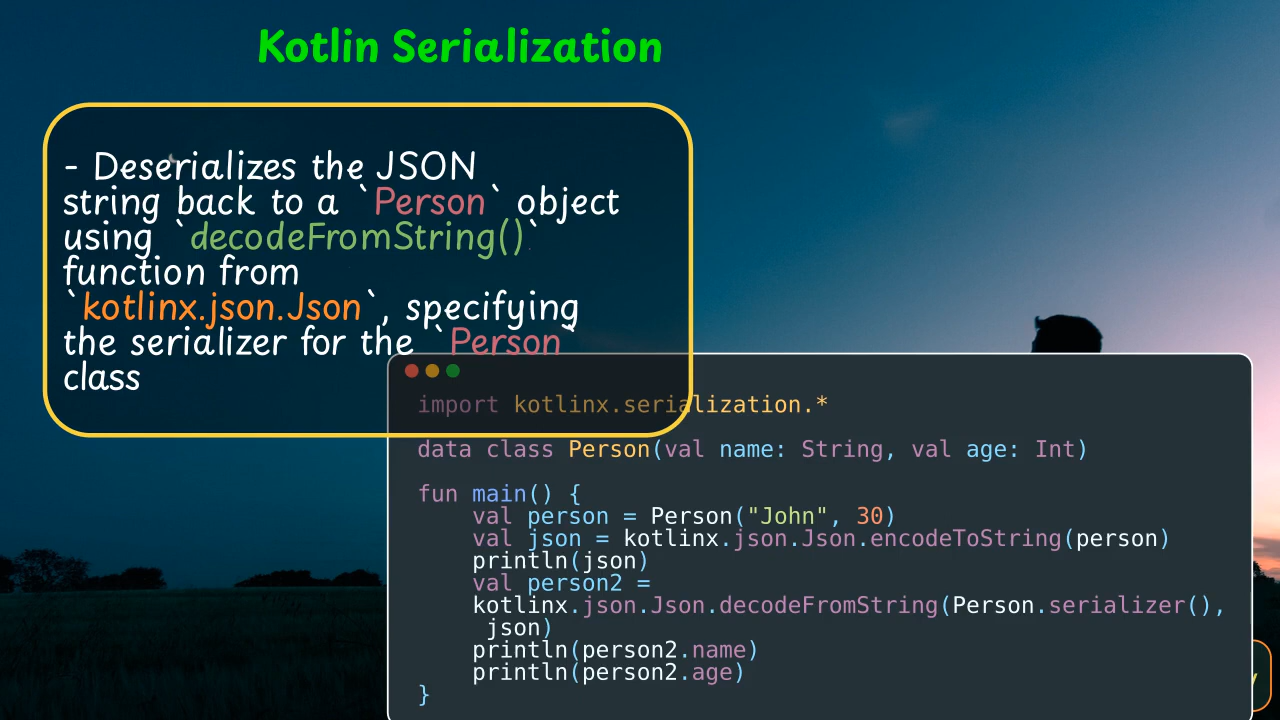 Kotlin Serialization
- Deserializes the JSON
string back to a `Person` object
using `decodeFromString()`
function from
`kotlinx.json.Json`, specifying
the serializer for the `Person`
class
import kotlinx.serialization.*
data class Person(val name: String, val age: Int)
fun main() {
    val person = Person("John", 30)
    val json = kotlinx.json.Json.encodeToString(person)
    println(json)
    val person2 =
    kotlinx.json.Json.decodeFromString(Person.serializer(),
     json)
    println(person2.name)
    println(person2.age)
}